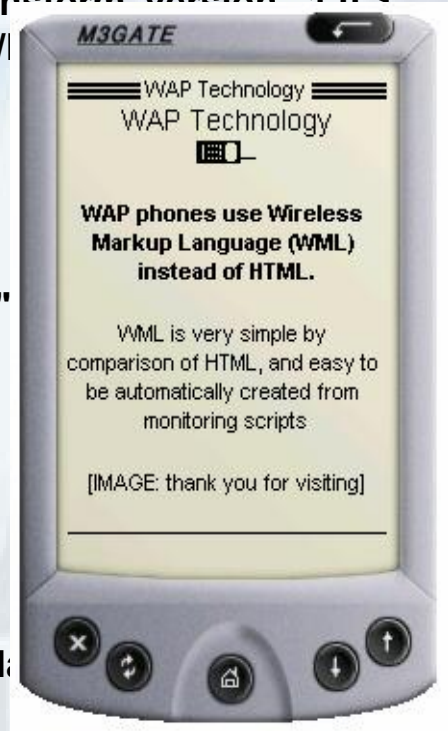 M3GATE
WAP Technology
WAP Technology
WAP phones use Wireless
Markup Language (WML)
instead of HTML.
WML is very simple by
comparison of HTML, and easy to
be automatically created from
monitoring scripts
[IMAGE: thank you for visiting]